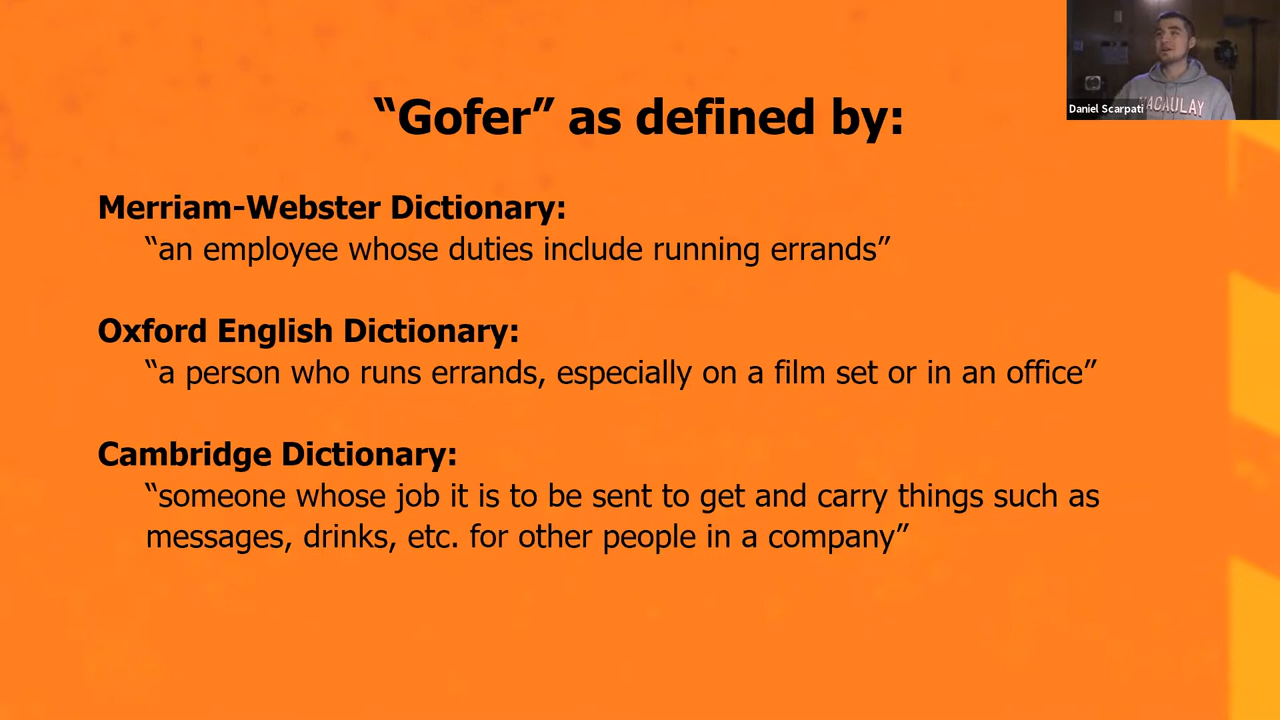 “Gofer” as defined by:
Daniel Scarpati
MACAULAY
Merriam-Webster Dictionary:
“an employee whose duties include running errands”
Oxford English Dictionary:
“a person who runs errands, especially on a film set or in an office”
Cambridge Dictionary:
“someone whose job it is to be sent to get and carry things such as
messages, drinks, etc. for other people in a company”